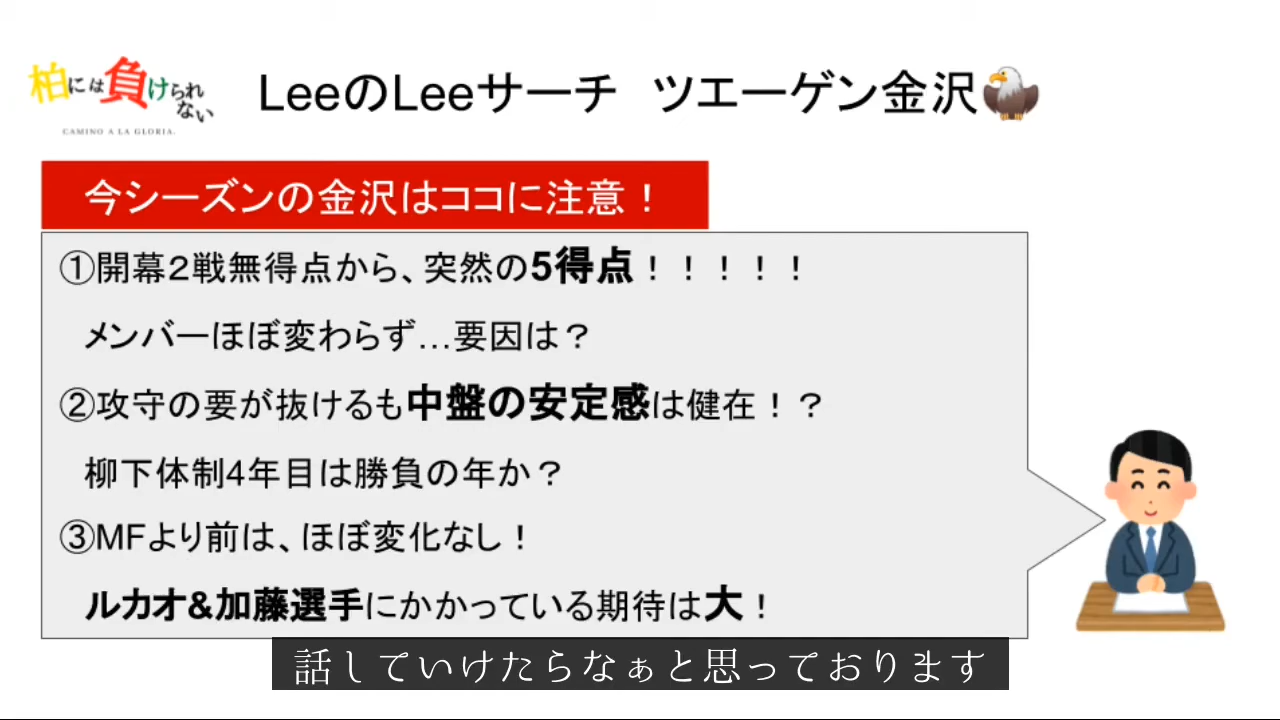 柏には負けられない
CAMINO A LA GLORIA.
LeeのLeeサーチ　ツエーゲン金沢🦅
今シーズンの金沢はココに注意！
①開幕２戦無得点から、突然の5得点！！！！！
メンバーほぼ変わらず…要因は？
②攻守の要が抜けるも中盤の安定感は健在！？
柳下体制4年目は勝負の年か？
③MFより前は、ほぼ変化なし！
ルカオ&加藤選手にかかっている期待は大！
話していけたらなぁと思っております